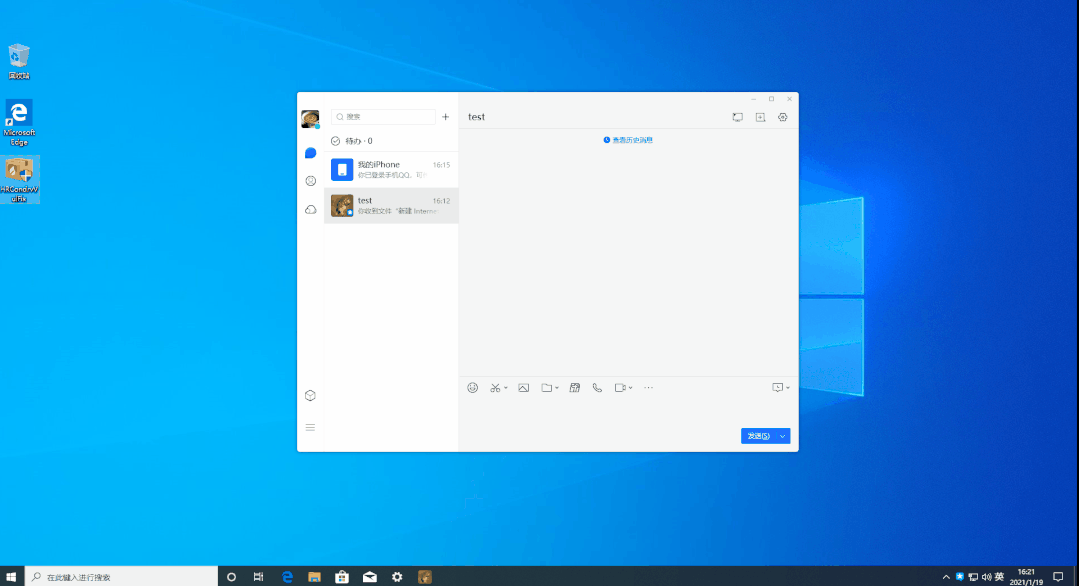 回收站
Microsoft
Edge
搜索
待办 · 0
我的iPhone
16:15
你已登录手机QQ，可
test
16:12
你收到文件 "新建 Interne
test
查看历史消息
发送(S)
在此键入进行搜索
英
16:21
2021/1/19